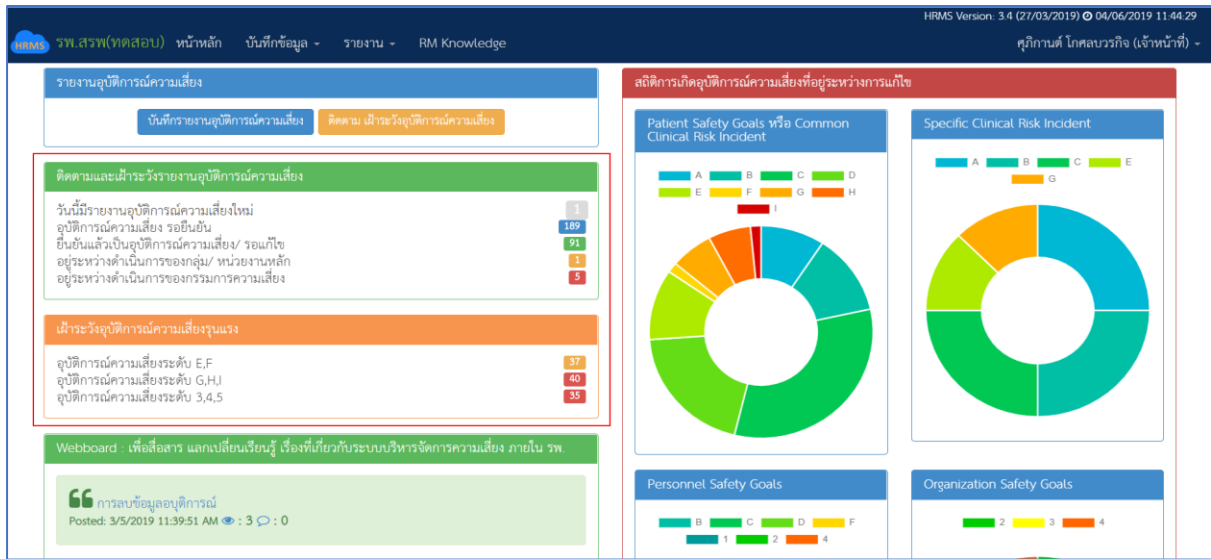 HRMS Version: 3.4 (27/03/2019) 04/06/2019 11:44:29
HRMS รพ.สรพ(ทดสอบ) หน้าหลัก บันทึกข้อมูล รายงาน RM Knowledge ศุภิกานต์ โกศลบวรกิจ (เจ้าหน้าที่)
รายงานอุบัติการณ์ความเสี่ยง
บันทึกรายงานอุบัติการณ์ความเสี่ยง ติดตาม เฝ้าระวังอุบัติการณ์ความเสี่ยง
ติดตามและเฝ้าระวังรายงานอุบัติการณ์ความเสี่ยง
วันนี้มีรายงานอุบัติการณ์ความเสี่ยงใหม่ 1
อุบัติการณ์ความเสี่ยง รอยืนยัน 189
ยืนยันแล้วเป็นอุบัติการณ์ความเสี่ยง/ รอแก้ไข 91
อยู่ระหว่างดำเนินการของกลุ่ม/ หน่วยงานหลัก 1
อยู่ระหว่างดำเนินการของกรรมการความเสี่ยง 5
เฝ้าระวังอุบัติการณ์ความเสี่ยงรุนแรง
อุบัติการณ์ความเสี่ยงระดับ E,F 37
อุบัติการณ์ความเสี่ยงระดับ G,H,I 40
อุบัติการณ์ความเสี่ยงระดับ 3,4,5 35
Webboard : เพื่อสื่อสาร แลกเปลี่ยนเรียนรู้ เรื่องที่เกี่ยวกับระบบบริหารจัดการความเสี่ยง ภายใน รพ.
การลบข้อมูลอบุติการณ์
Posted: 3/5/2019 11:39:51 AM : 3 : 0
สถิติการเกิดอุบัติการณ์ความเสี่ยงที่อยู่ระหว่างการแก้ไข
Patient Safety Goals หรือ Common
Clinical Risk Incident
A B C D
E F G H
I
Specific Clinical Risk Incident
A B C E
G
Personnel Safety Goals
B C D F
1 2 4
Organization Safety Goals
2 3 4